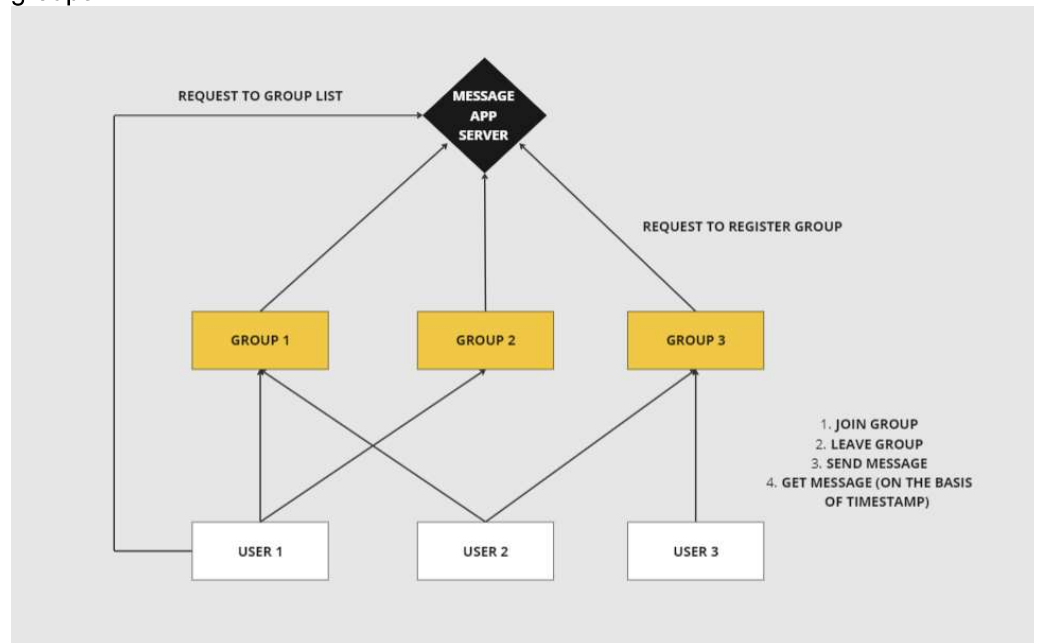 REQUEST TO GROUP LIST
MESSAGE
APP
SERVER
REQUEST TO REGISTER GROUP
GROUP 1
GROUP 2
GROUP 3
1. JOIN GROUP
2. LEAVE GROUP
3. SEND MESSAGE
4. GET MESSAGE (ON THE BASIS
OF TIMESTAMP)
USER 1
USER 2
USER 3